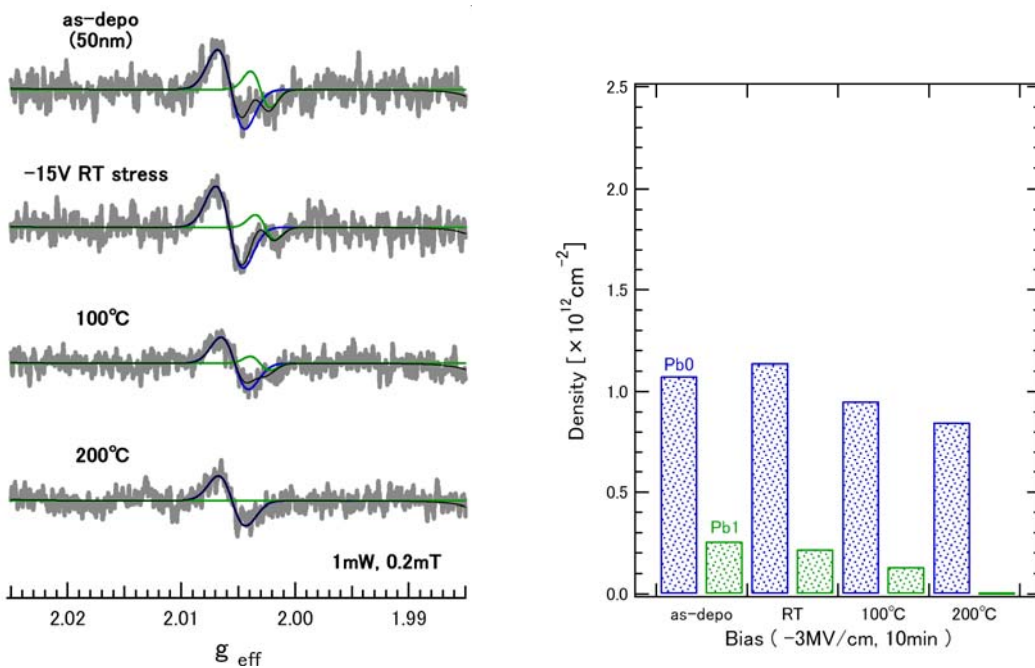 as-depo
(50nm)
-15V RT stress
100℃
200℃
1mW, 0.2mT
2.02 2.01 2.00 1.99
g eff
2.5
2.0
1.5
1.0
0.5
0.0
Density [ ×10¹²cm⁻²]
Pb0
Pb1
as-depo RT 100℃ 200℃
Bias ( -3MV/cm, 10min )